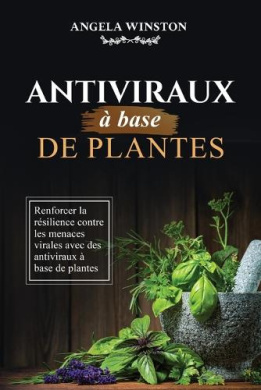 ANGELA WINSTON
ANTIVIRAUX
à base
DE PLANTES
Renforcer la
résilience contre
les menaces
virales avec des
antiviraux à
base de plantes